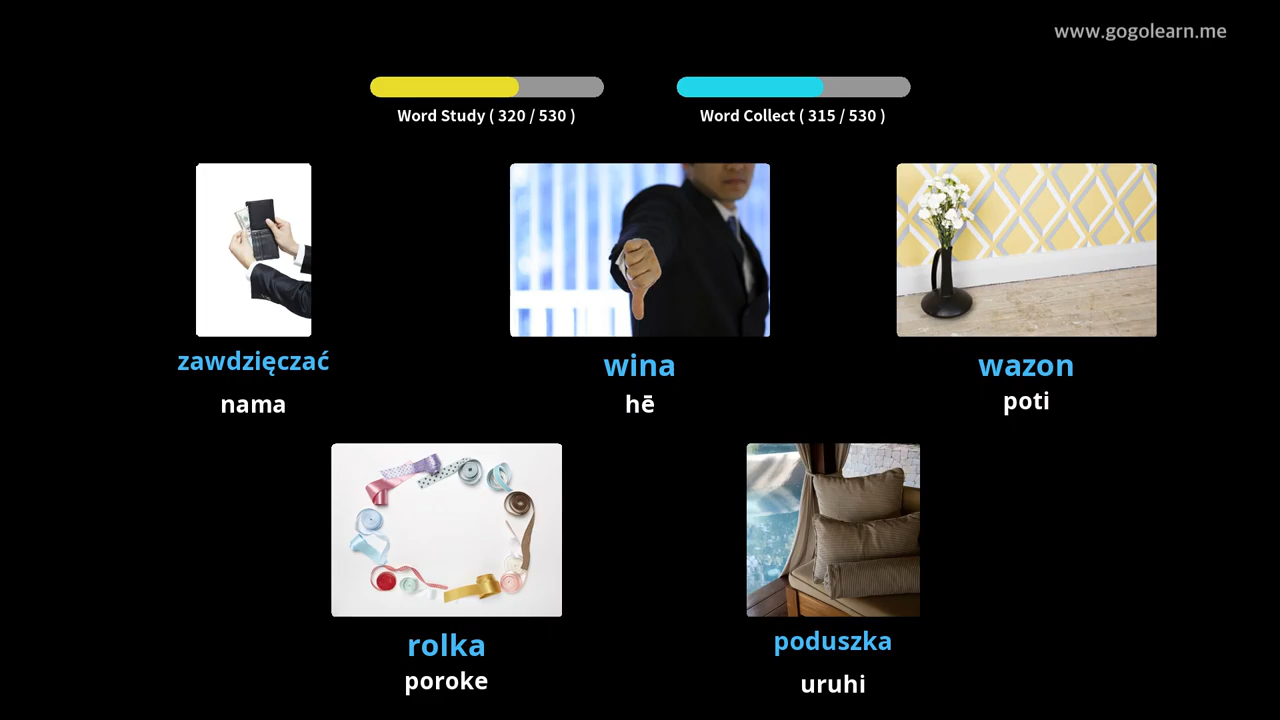 www.gogolearn.me
Word Study ( 320 / 530 )
Word Collect ( 315 / 530 )
zawdzięczać
nama
wina
hē
wazon
poti
rolka
poroke
poduszka
uruhi